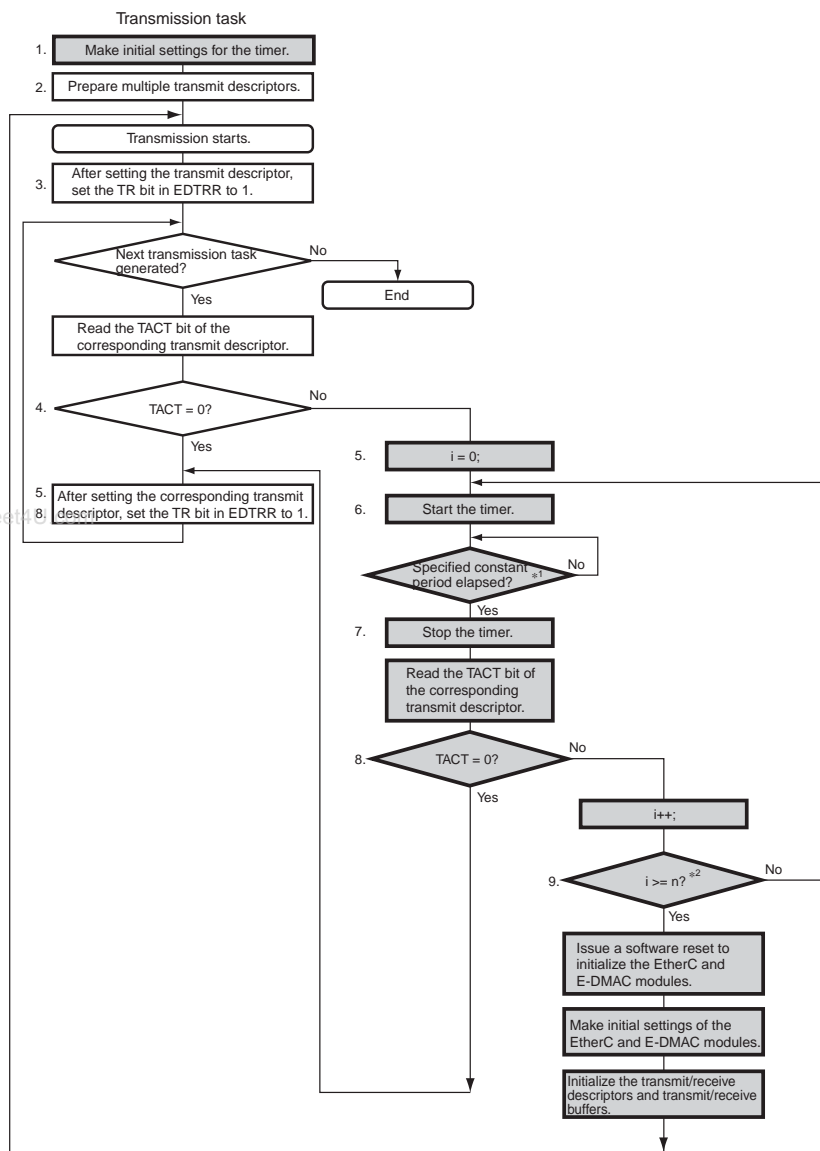 Transmission task
1. Make initial settings for the timer.
2. Prepare multiple transmit descriptors.
Transmission starts.
3. After setting the transmit descriptor,
set the TR bit in EDTRR to 1.
Next transmission task
generated?
No
End
Yes
Read the TACT bit of the
corresponding transmit descriptor.
4. TACT = 0?
No
Yes
5. After setting the corresponding transmit
8. descriptor, set the TR bit in EDTRR to 1.
5. i = 0;
6. Start the timer.
Specified constant
period elapsed? *1
No
Yes
7. Stop the timer.
Read the TACT bit of
the corresponding
transmit descriptor.
8. TACT = 0?
No
Yes
i++;
9. i >= n? *2
No
Yes
Issue a software reset to
initialize the EtherC and
E-DMAC modules.
Make initial settings of the
EtherC and E-DMAC modules.
Initialize the transmit/receive
descriptors and transmit/receive
buffers.